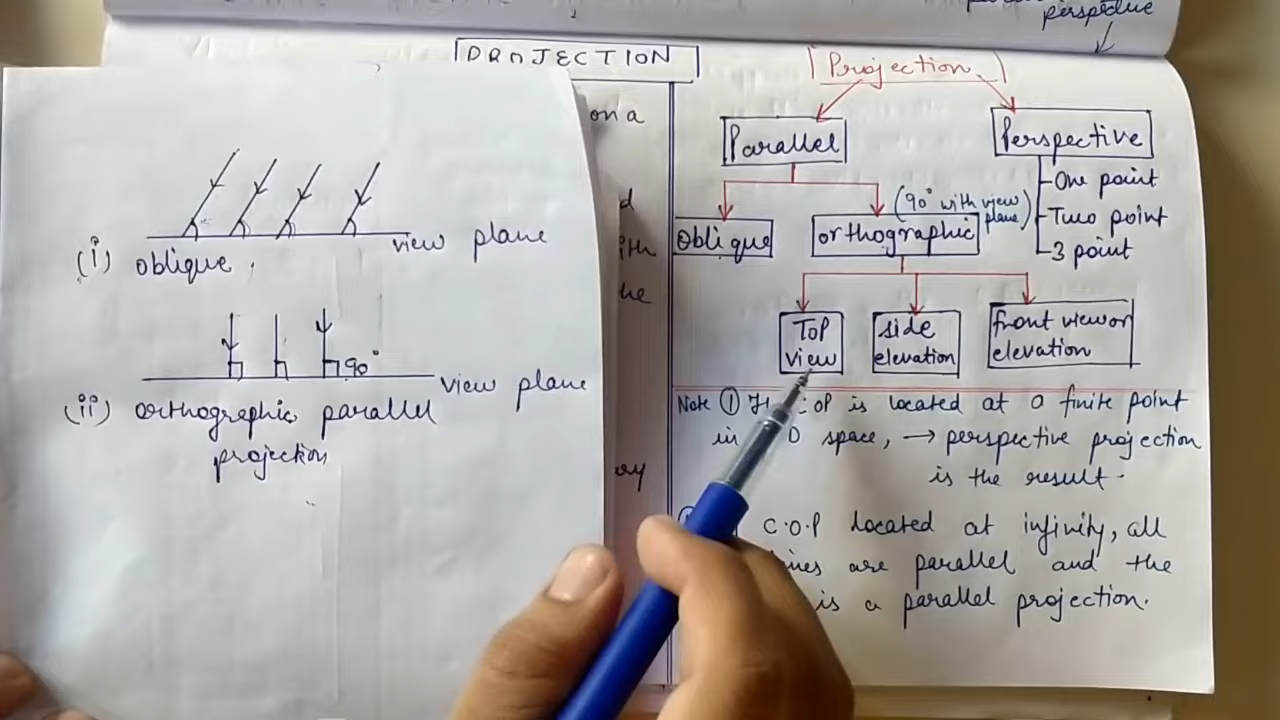 perspective
PROJECTION
on a
(i) oblique
view plane
(ii) orthographic parallel
projection
90°
view plane
Projection
Parallel
Perspective
One point
Two point
3 point
Oblique
orthographic
(90° with view
plane)
Top
view
side
elevation
front view or
elevation
Note ① If C.O.P is located at a finite point
in D space, → perspective projection
is the result.
C.O.P located at infinity, all
are parallel and the
is a parallel projection.